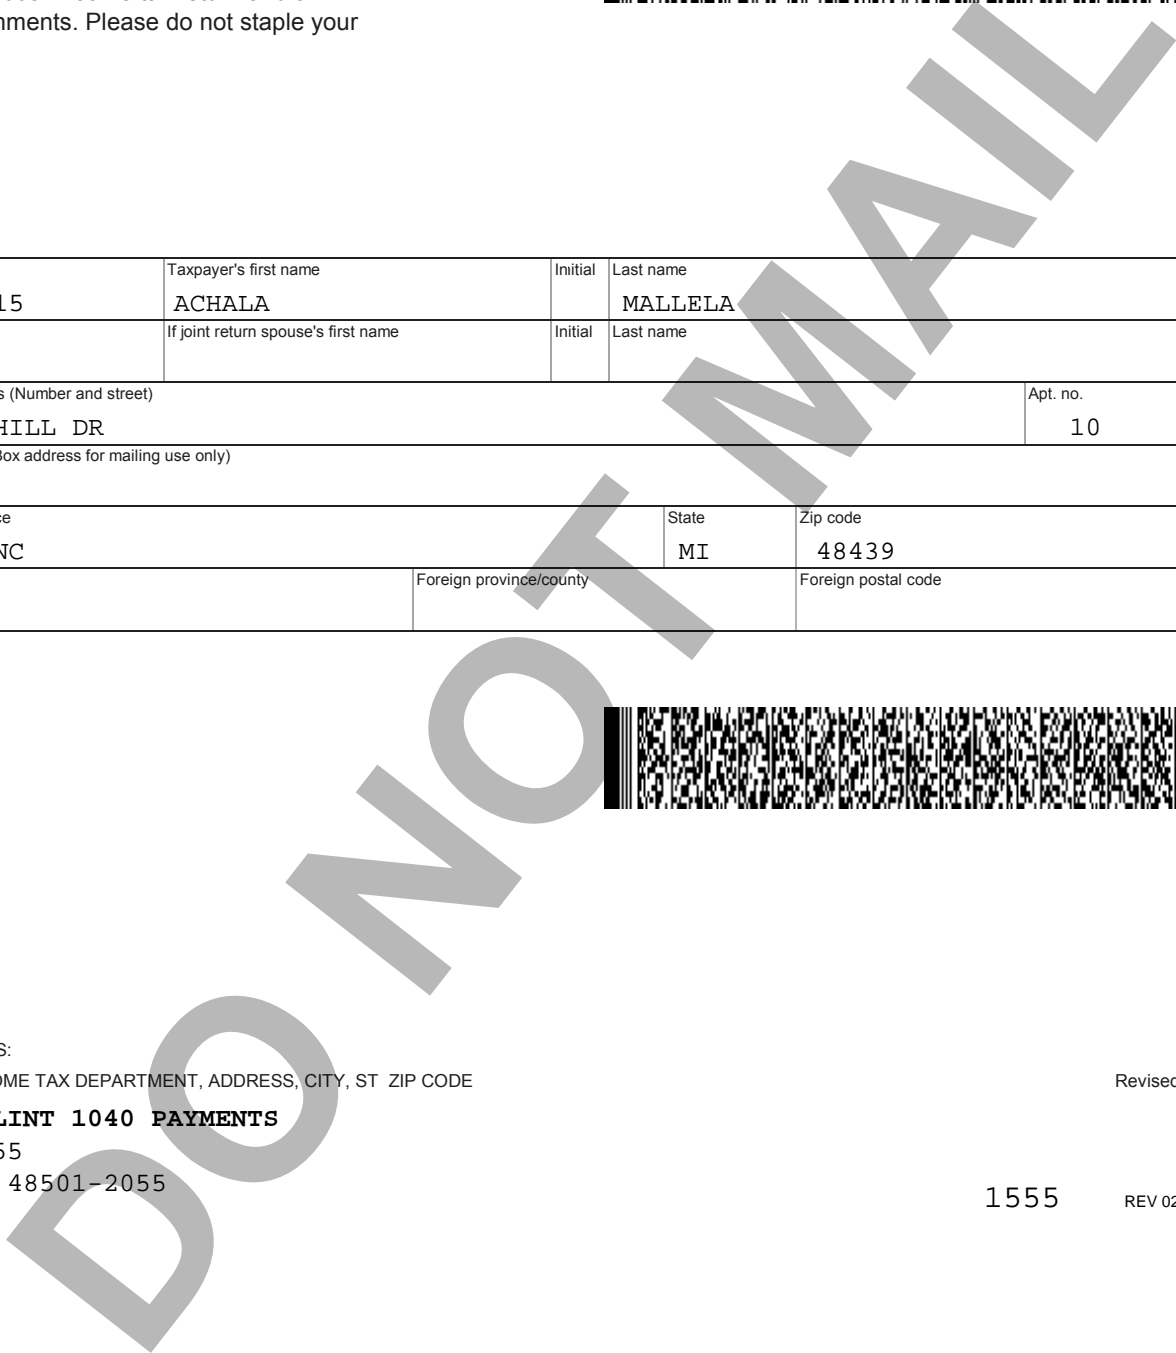 nments. Please do not staple your
Taxpayer's first name Initial Last name
15 ACHALA MALLELA
If joint return spouse's first name Initial Last name
s (Number and street) Apt. no.
HILL DR 10
Box address for mailing use only)
ce State Zip code
NC MI 48439
Foreign province/county Foreign postal code
S:
OME TAX DEPARTMENT, ADDRESS, CITY, ST ZIP CODE Revised
LINT 1040 PAYMENTS
55
48501-2055
1555 REV 02
DO NOT MAIL